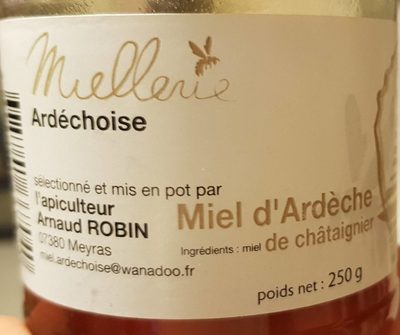 Miellerie
Ardéchoise
sélectionné et mis en pot par
l'apiculteur
Arnaud ROBIN
07380 Meyras
miel.ardechoise@wanadoo.fr
Miel d'Ardèche
Ingrédients : miel de châtaignier
poids net : 250 g